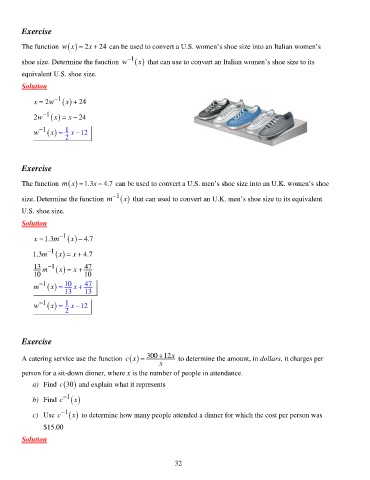 Exercise
The function w(x) = 2x + 24 can be used to convert a U.S. women's shoe size into an Italian women's
shoe size. Determine the function w⁻¹(x) that can use to convert an Italian women's shoe size to its
equivalent U.S. shoe size.
Solution
x = 2w⁻¹(x) + 24
2w⁻¹(x) = x − 24
w⁻¹(x) = 1/2 x − 12
Exercise
The function m(x) = 1.3x − 4.7 can be used to convert a U.S. men's shoe size into an U.K. women's shoe
size. Determine the function m⁻¹(x) that can used to convert an U.K. men's shoe size to its equivalent
U.S. shoe size.
Solution
x = 1.3m⁻¹(x) − 4.7
1.3m⁻¹(x) = x + 4.7
13/10 m⁻¹(x) = x + 47/10
m⁻¹(x) = 10/13 x + 47/13
w⁻¹(x) = 1/2 x − 12
Exercise
A catering service use the function c(x) = (300 + 12x)/x to determine the amount, in dollars, it charges per
person for a sit-down dinner, where x is the number of people in attendance.
a) Find c(30) and explain what it represents
b) Find c⁻¹(x)
c) Use c⁻¹(x) to determine how many people attended a dinner for which the cost per person was
$15.00
Solution
32